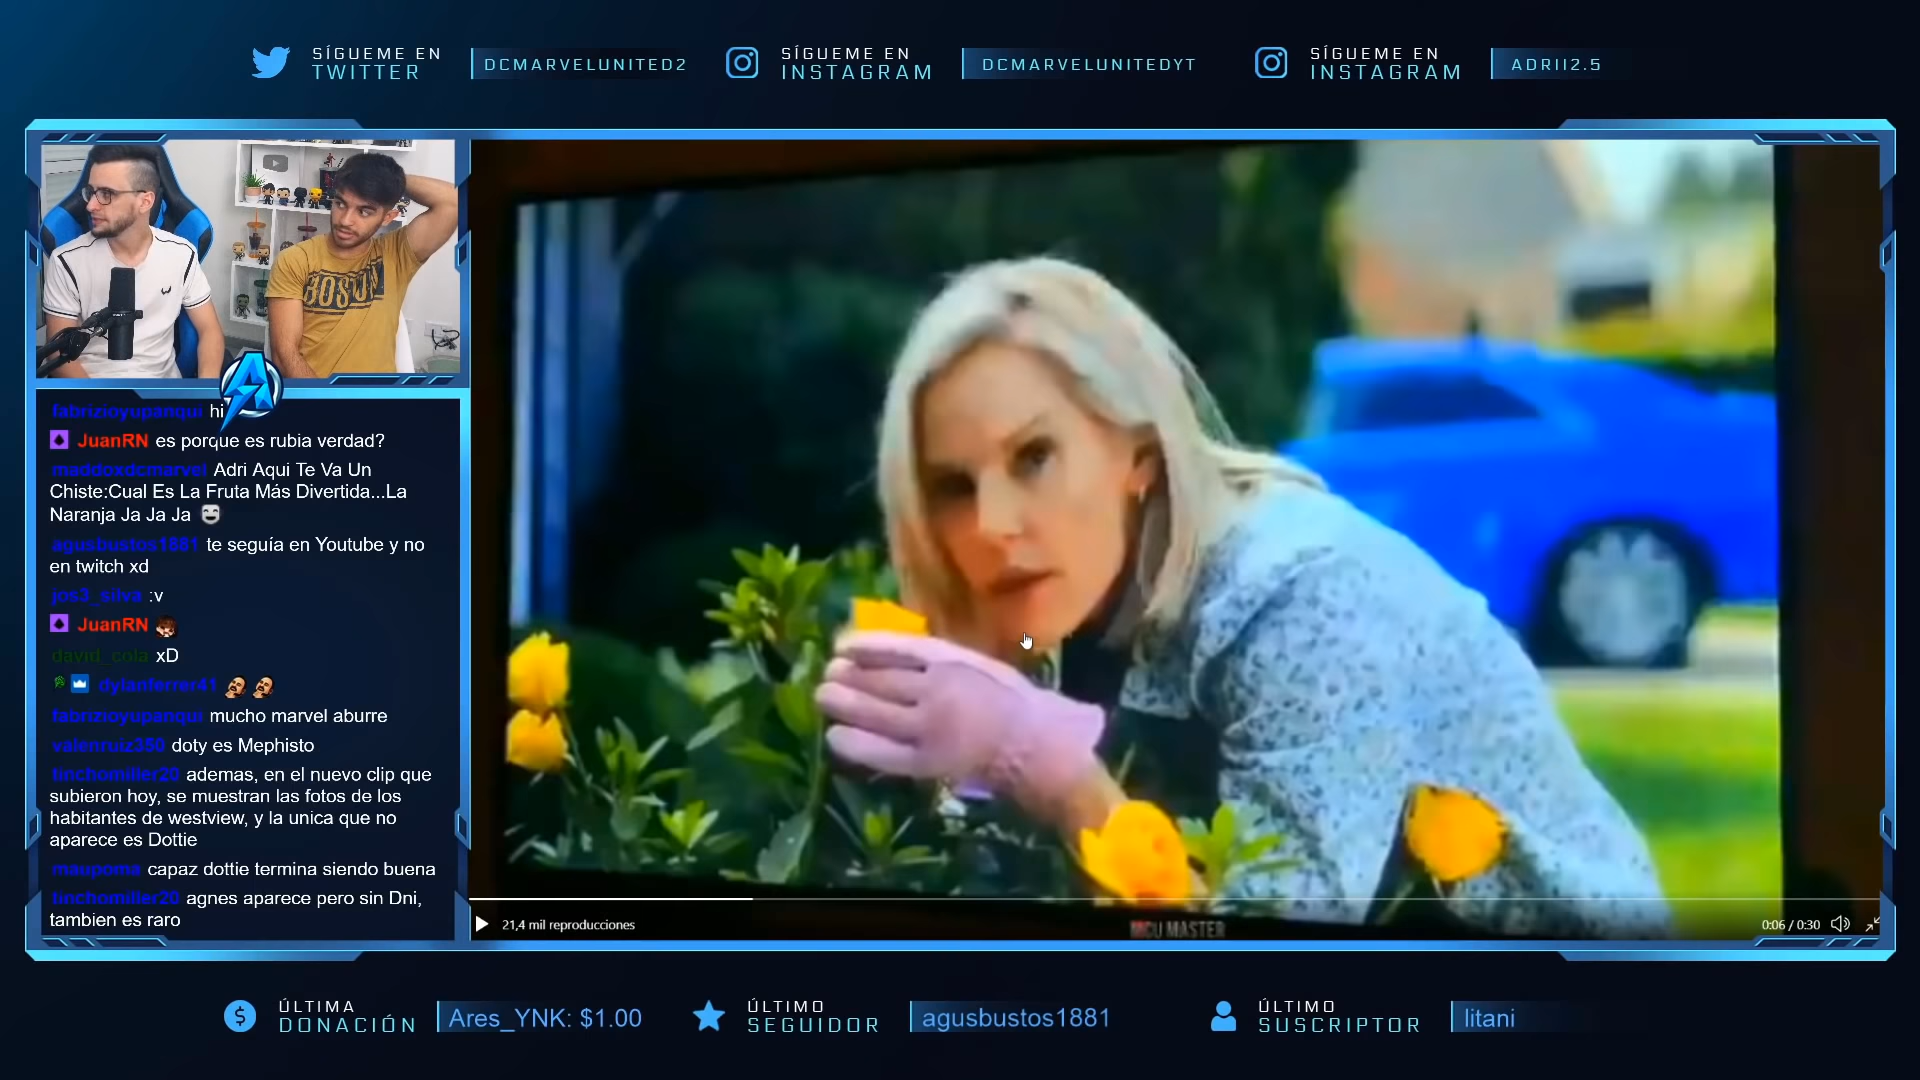 SÍGUEME EN
TWITTER
DCMARVELUNITED2
SÍGUEME EN
INSTAGRAM
DCMARVELUNITEDYT
SÍGUEME EN
INSTAGRAM
ADRII2.5
BOSTON
fabrizioyupanqui hi
JuanRN es porque es rubia verdad?
maddoxdcmarvel Adri Aqui Te Va Un
Chiste:Cual Es La Fruta Más Divertida...La
Naranja Ja Ja Ja
agusbustos1881 te seguía en Youtube y no
en twitch xd
jos3_silva :v
JuanRN
david_cola xD
dylanferrer41
fabrizioyupanqui mucho marvel aburre
valenruiz350 doty es Mephisto
tinchomiller20 ademas, en el nuevo clip que
subieron hoy, se muestran las fotos de los
habitantes de westview, y la unica que no
aparece es Dottie
maupoma capaz dottie termina siendo buena
tinchomiller20 agnes aparece pero sin Dni,
tambien es raro
21,4 mil reproducciones
MCU MASTER
0:06 / 0:30
ÚLTIMA
DONACIÓN
Ares_YNK: $1.00
ÚLTIMO
SEGUIDOR
agusbustos1881
ÚLTIMO
SUSCRIPTOR
litani